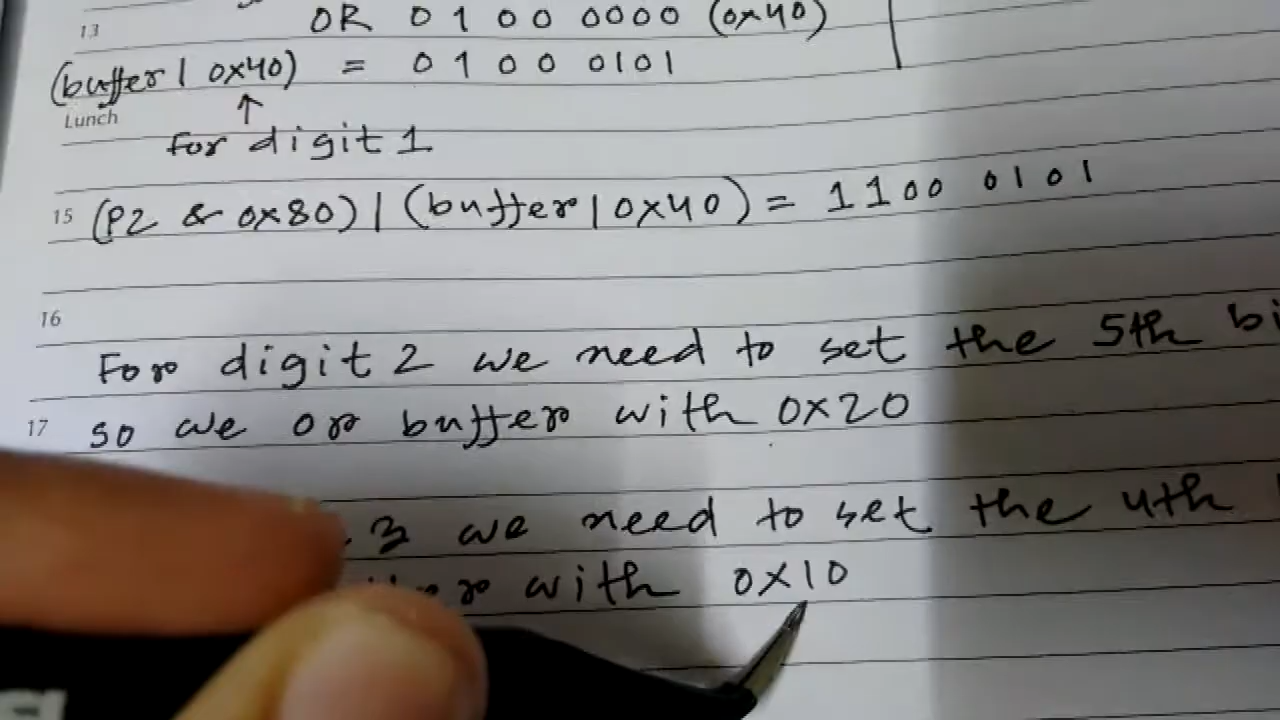 13
OR 0 1 0 0 0000 (0x40)
(buffer | 0x40) = 0 1 0 0 0101
Lunch
↑
For digit 1
15 (P2 & 0x80) | (buffer | 0x40) = 1100 0101
16
For digit 2 we need to set the 5th
17 so we or buffer with 0x20
3 we need to set the 4th
with 0x10